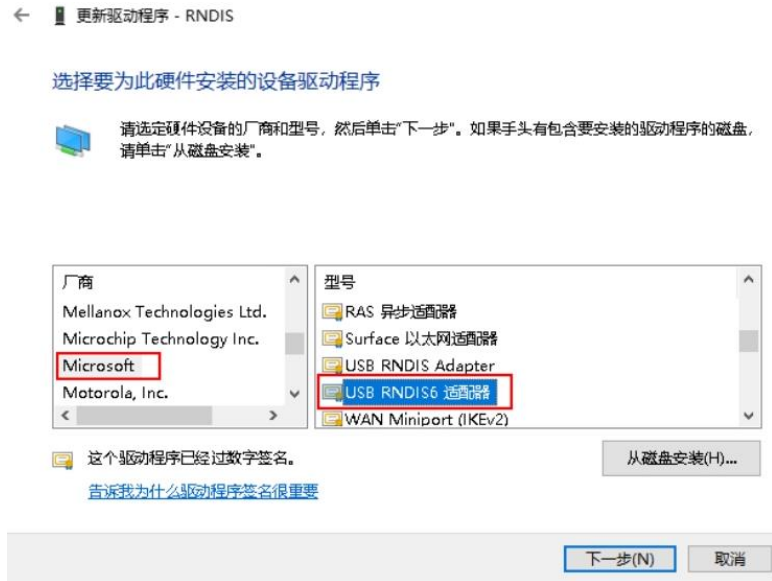 更新驱动程序 - RNDIS
选择要为此硬件安装的设备驱动程序
请选定硬件设备的厂商和型号，然后单击"下一步"。如果手头有包含要安装的驱动程序的磁盘，
请单击"从磁盘安装"。
厂商
Mellanox Technologies Ltd.
Microchip Technology Inc.
Microsoft
Motorola, Inc.
型号
RAS 异步适配器
Surface 以太网适配器
USB RNDIS Adapter
USB RNDIS6 适配器
WAN Miniport (IKEv2)
这个驱动程序已经过数字签名。
从磁盘安装(H)...
告诉我为什么驱动程序签名很重要
下一步(N)
取消